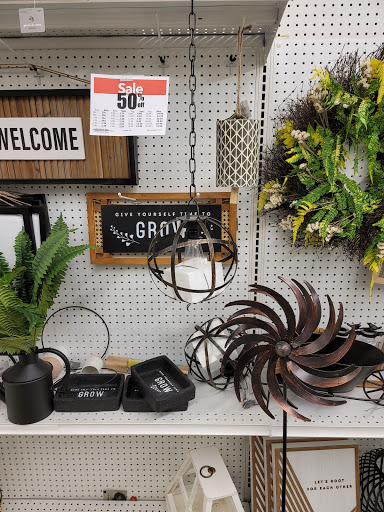 Sale
50% off
WELCOME
GIVE YOURSELF TIME TO
GROW
GROW
GROW
LET'S ROOT
FOR EACH OTHER